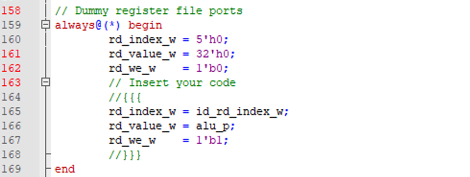 158 // Dummy register file ports
159 always@(*) begin
160 rd_index_w = 5'h0;
161 rd_value_w = 32'h0;
162 rd_we_w    = 1'b0;
163 // Insert your code
164 //{{{
165 rd_index_w = id_rd_index_w;
166 rd_value_w = alu_p;
167 rd_we_w    = 1'b1;
168 //}}}
169 end